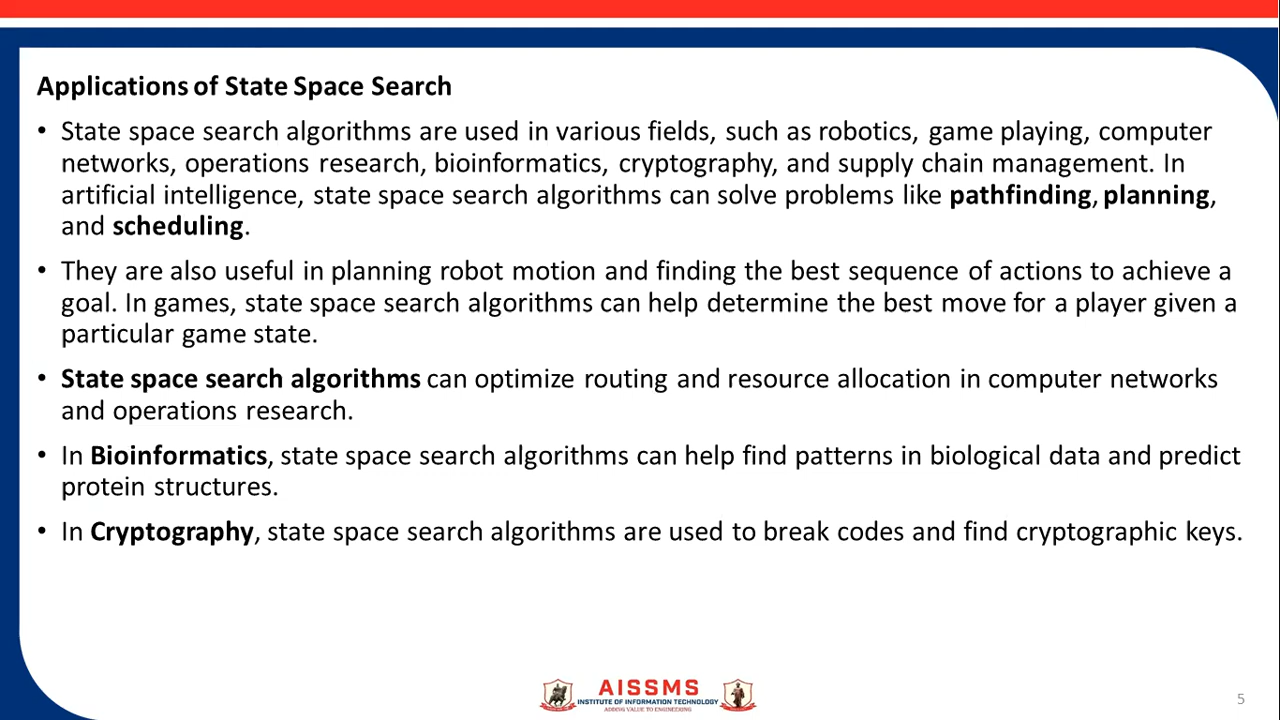 Applications of State Space Search
• State space search algorithms are used in various fields, such as robotics, game playing, computer
networks, operations research, bioinformatics, cryptography, and supply chain management. In
artificial intelligence, state space search algorithms can solve problems like pathfinding, planning,
and scheduling.
• They are also useful in planning robot motion and finding the best sequence of actions to achieve a
goal. In games, state space search algorithms can help determine the best move for a player given a
particular game state.
• State space search algorithms can optimize routing and resource allocation in computer networks
and operations research.
• In Bioinformatics, state space search algorithms can help find patterns in biological data and predict
protein structures.
• In Cryptography, state space search algorithms are used to break codes and find cryptographic keys.
AISSMS
INSTITUTE OF INFORMATION TECHNOLOGY
ADDING VALUE TO ENGINEERING
5